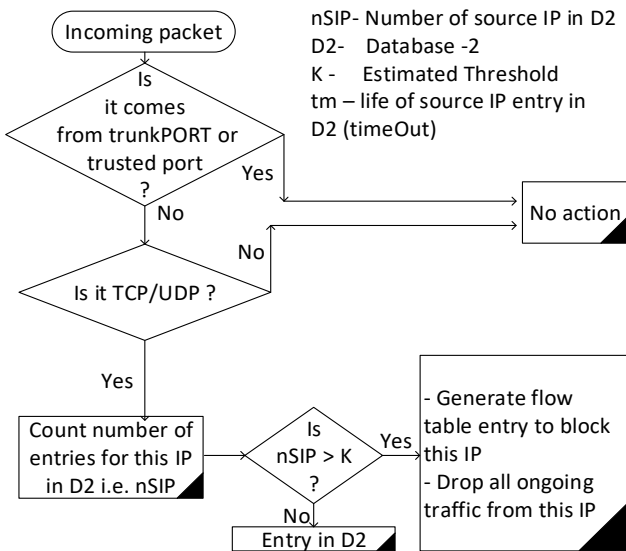 Incoming packet
nSIP- Number of source IP in D2
D2- Database -2
K - Estimated Threshold
tm – life of source IP entry in
D2 (timeOut)
Is
it comes
from trunkPORT or
trusted port
?
Yes
No
No action
Is it TCP/UDP ?
No
Yes
Count number of
entries for this IP
in D2 i.e. nSIP
Is
nSIP > K
?
Yes
No
Entry in D2
- Generate flow
table entry to block
this IP
- Drop all ongoing
traffic from this IP